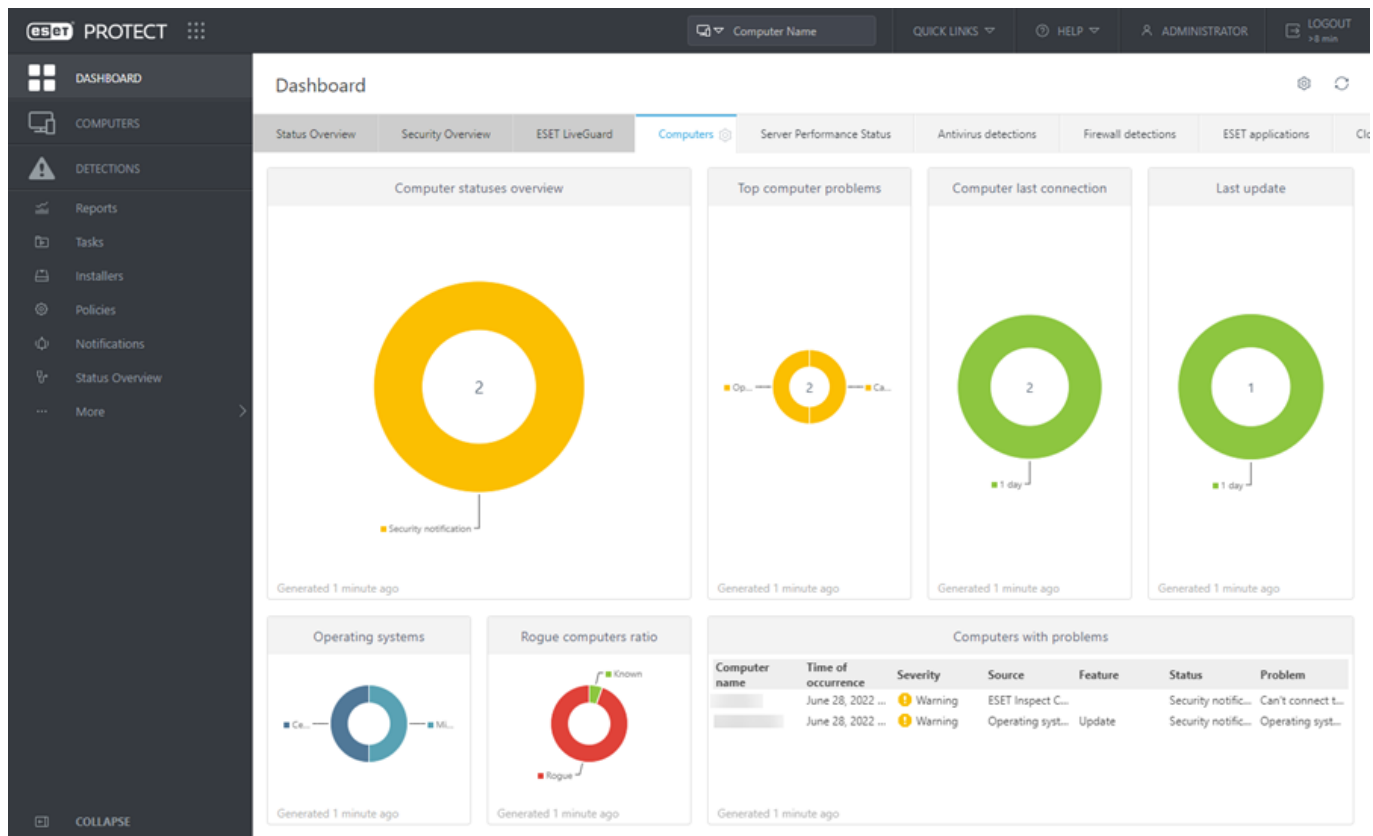 eset PROTECT
Computer Name
QUICK LINKS
HELP
ADMINISTRATOR
LOGOUT
>8 min
DASHBOARD
COMPUTERS
DETECTIONS
Reports
Tasks
Installers
Policies
Notifications
Status Overview
More
COLLAPSE
Dashboard
Status Overview
Security Overview
ESET LiveGuard
Computers
Server Performance Status
Antivirus detections
Firewall detections
ESET applications
Clo
Computer statuses overview
2
Security notification
Generated 1 minute ago
Top computer problems
Op...
2
Ca...
Generated 1 minute ago
Computer last connection
2
1 day
Generated 1 minute ago
Last update
1
1 day
Generated 1 minute ago
Operating systems
Ce...
Mi...
Generated 1 minute ago
Rogue computers ratio
Known
Rogue
Generated 1 minute ago
Computers with problems
Computer name Time of occurrence Severity Source Feature Status Problem
June 28, 2022 ... Warning ESET Inspect C... Security notific... Can't connect t...
June 28, 2022 ... Warning Operating syst... Update Security notific... Operating syst...
Generated 1 minute ago